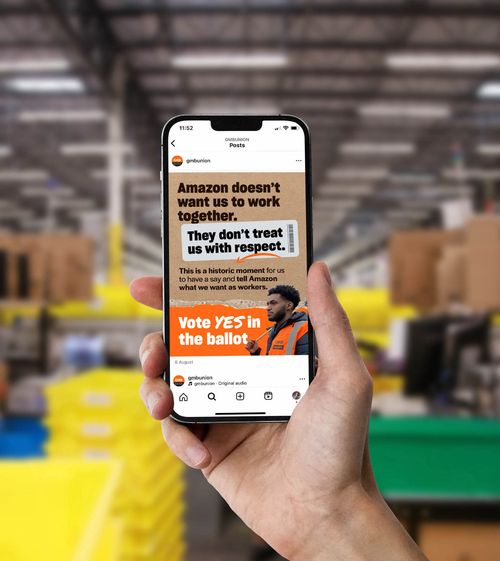 11:52
GMBUNION
Posts
gmbunion
Amazon doesn't
want us to work
together.
They don't treat
us with respect.
This is a historic moment for us
to have a say and tell Amazon
what we want as workers.
Vote YES in
the ballot
6 August
gmbunion
gmbunion · Original audio